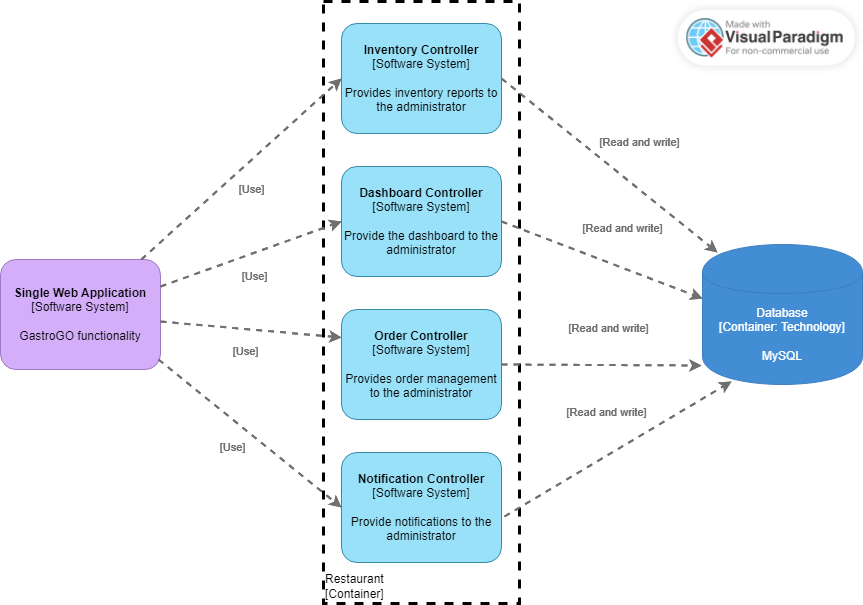 Made with
VisualParadigm
For non-commercial use
Inventory Controller
[Software System]
Provides inventory reports to
the administrator
[Read and write]
[Use]
Dashboard Controller
[Software System]
Provide the dashboard to the
administrator
[Read and write]
[Use]
Single Web Application
[Software System]
GastroGO functionality
Database
[Container: Technology]
MySQL
Order Controller
[Software System]
Provides order management
to the administrator
[Read and write]
[Use]
Notification Controller
[Software System]
Provide notifications to the
administrator
[Read and write]
[Use]
Restaurant
[Container]